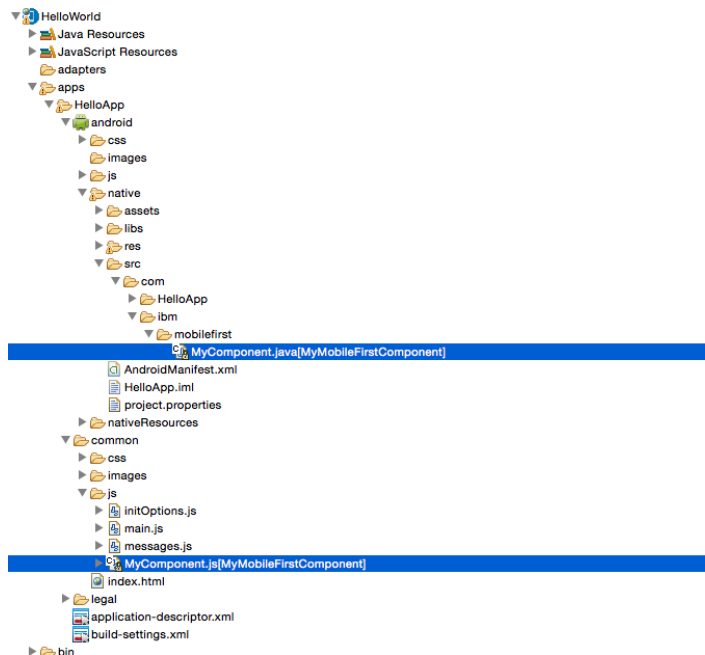 HelloWorld
Java Resources
JavaScript Resources
adapters
apps
HelloApp
android
css
images
js
native
assets
libs
res
src
com
HelloApp
ibm
mobilefirst
MyComponent.java[MyMobileFirstComponent]
AndroidManifest.xml
HelloApp.iml
project.properties
nativeResources
common
css
images
js
initOptions.js
main.js
messages.js
MyComponent.js[MyMobileFirstComponent]
index.html
legal
application-descriptor.xml
build-settings.xml
bin